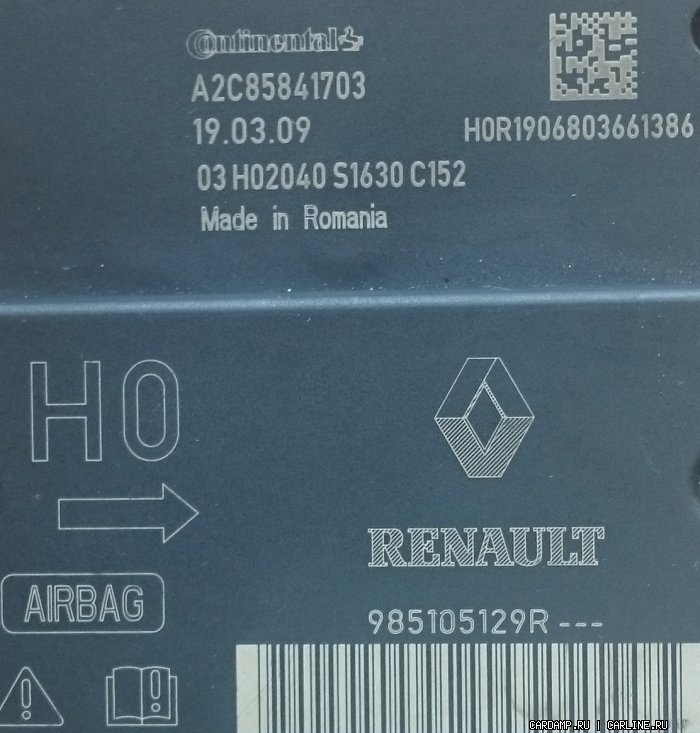 Continental
A2C85841703
19.03.09
H0R1906803661386
03 H02040 S1630 C152
Made in Romania
H0
RENAULT
AIRBAG
985105129R ---
CARDAMP.RU | CARLINE.RU